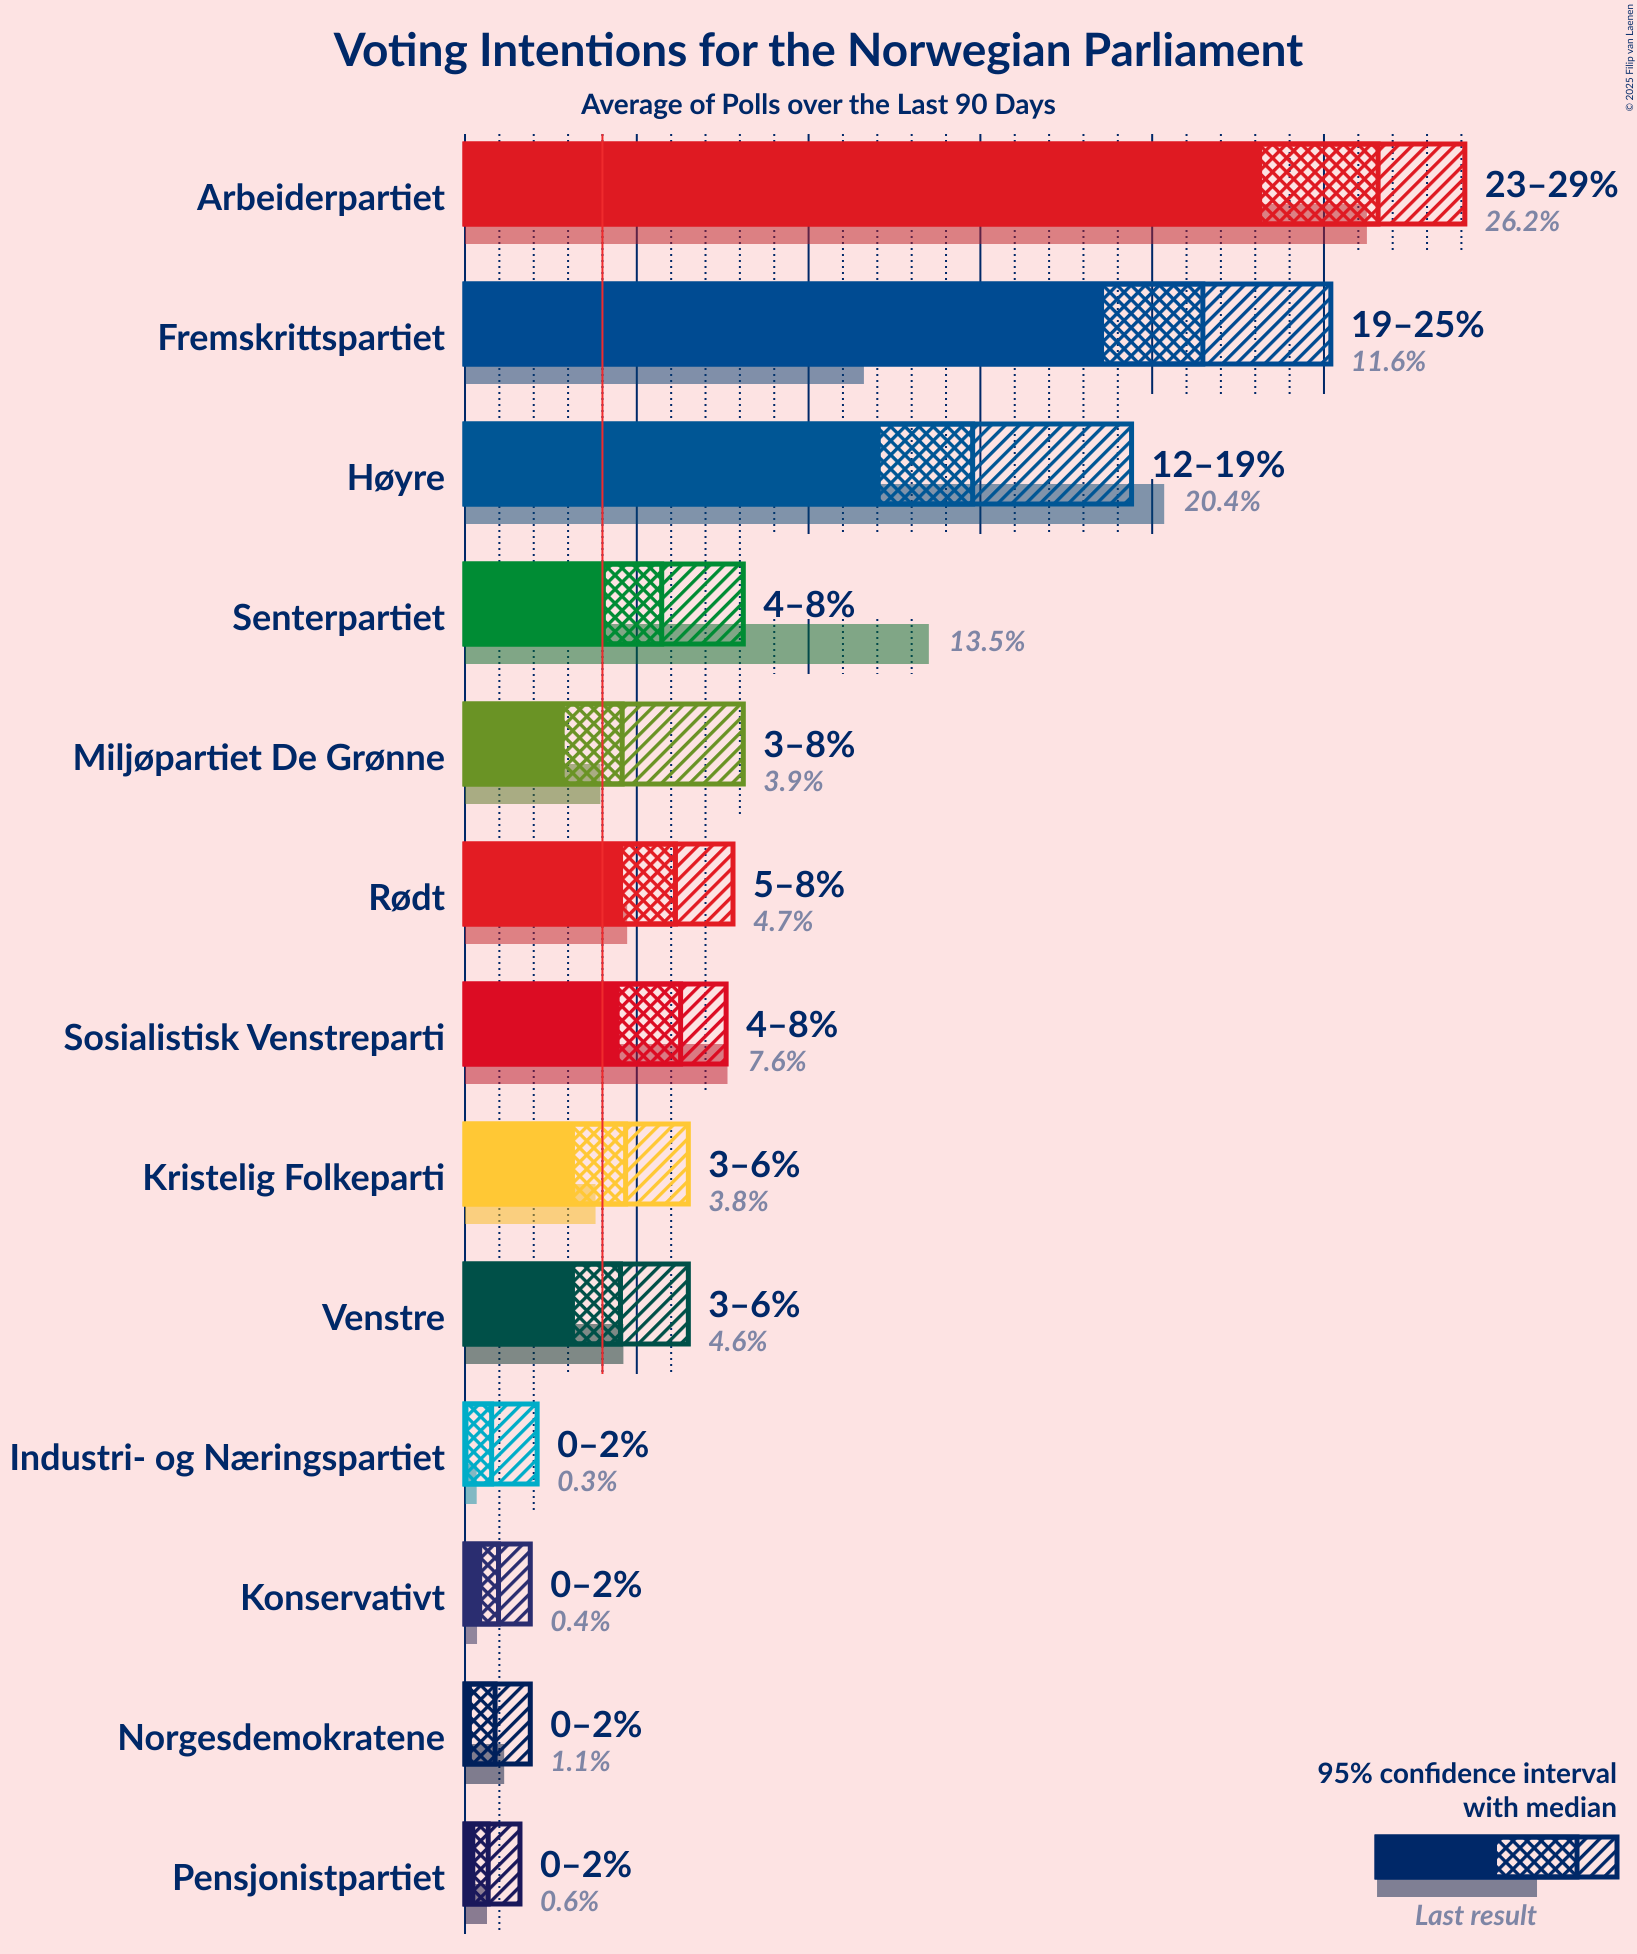 Voting Intentions for the Norwegian Parliament
Average of Polls over the Last 90 Days
© 2025 Filip van Laenen
Arbeiderpartiet
23–29%
26.2%
Fremskrittspartiet
19–25%
11.6%
Høyre
12–19%
20.4%
Senterpartiet
4–8%
13.5%
Miljøpartiet De Grønne
3–8%
3.9%
Rødt
5–8%
4.7%
Sosialistisk Venstreparti
4–8%
7.6%
Kristelig Folkeparti
3–6%
3.8%
Venstre
3–6%
4.6%
Industri- og Næringspartiet
0–2%
0.3%
Konservativt
0–2%
0.4%
Norgesdemokratene
0–2%
1.1%
Pensjonistpartiet
0–2%
0.6%
95% confidence interval
with median
Last result